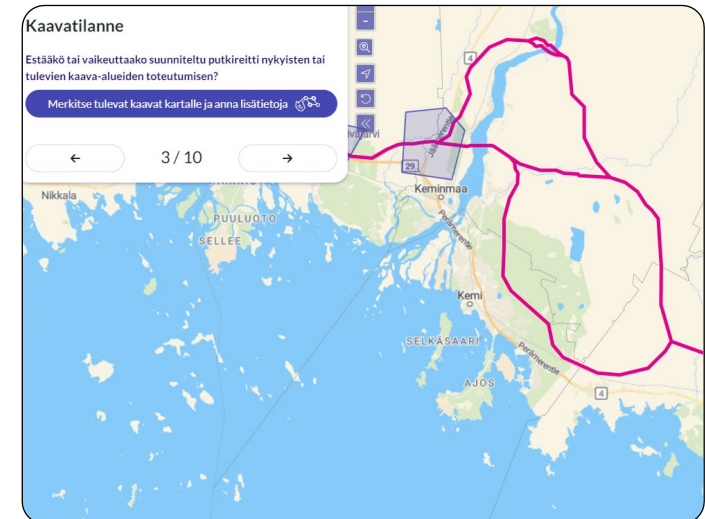 Kaavatilanne
Estääkö tai vaikeuttaako suunniteltu putkireitti nykyisten tai
tulevien kaava-alueiden toteutumisen?
Merkitse tulevat kaavat kartalle ja anna lisätietoja
← 3 / 10 →
4
Jäämerentie
29
Keminmaa
Nikkala
PUULUOTO
SELLEE
Perämerentie
Kemi
SELKÄSAARI
Perämerentie
AJOS
4